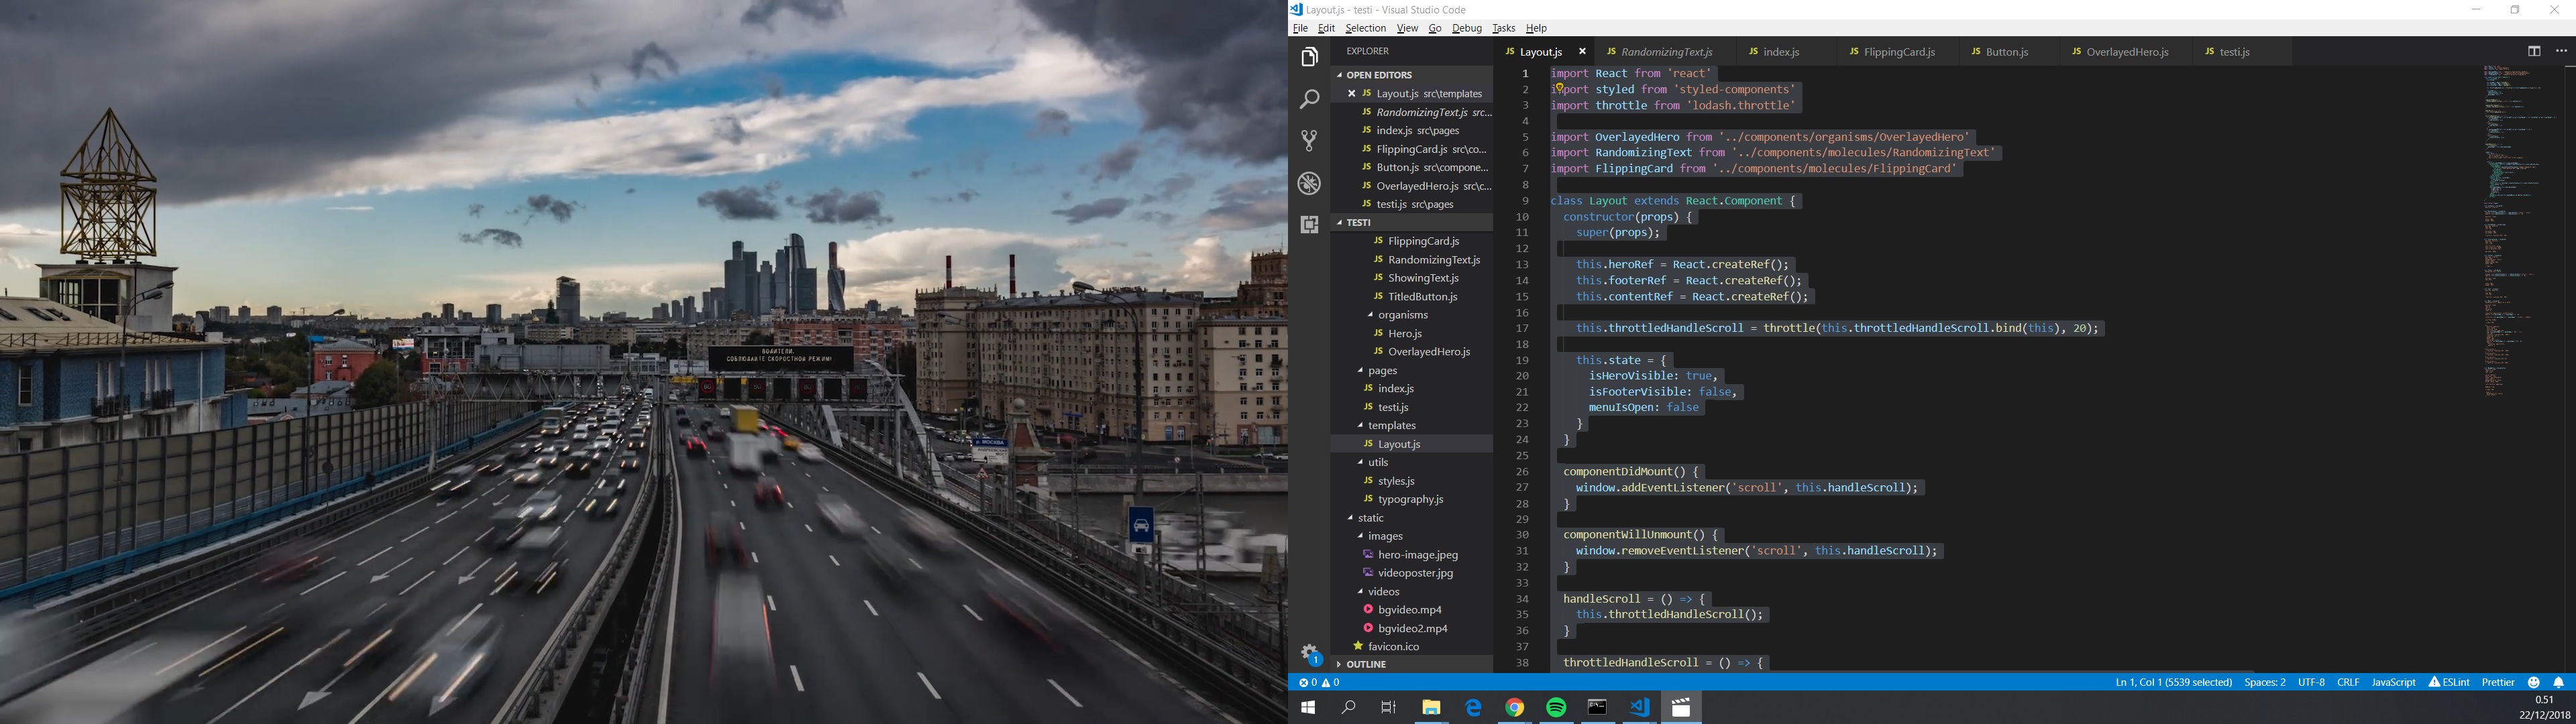 ВОДИТЕЛИ,
СОБЛЮДАЙТЕ СКОРОСТНОЙ РЕЖИМ!
МОСКВА
Layout.js - testi - Visual Studio Code
File Edit Selection View Go Debug Tasks Help
EXPLORER
OPEN EDITORS
JS Layout.js src\templates
JS RandomizingText.js src...
JS index.js src\pages
JS FlippingCard.js src\co...
JS Button.js src\compone...
JS OverlayedHero.js src\c...
JS testi.js src\pages
TESTI
JS FlippingCard.js
JS RandomizingText.js
JS ShowingText.js
JS TitledButton.js
organisms
JS Hero.js
JS OverlayedHero.js
pages
JS index.js
JS testi.js
templates
JS Layout.js
utils
JS styles.js
JS typography.js
static
images
hero-image.jpeg
videoposter.jpg
videos
bgvideo.mp4
bgvideo2.mp4
favicon.ico
OUTLINE
1
JS Layout.js JS RandomizingText.js JS index.js JS FlippingCard.js JS Button.js JS OverlayedHero.js JS testi.js
1 import React from 'react'
2 import styled from 'styled-components'
3 import throttle from 'lodash.throttle'
4
5 import OverlayedHero from '../components/organisms/OverlayedHero'
6 import RandomizingText from '../components/molecules/RandomizingText'
7 import FlippingCard from '../components/molecules/FlippingCard'
8
9 class Layout extends React.Component {
10 constructor(props) {
11 super(props);
12
13 this.heroRef = React.createRef();
14 this.footerRef = React.createRef();
15 this.contentRef = React.createRef();
16
17 this.throttledHandleScroll = throttle(this.throttledHandleScroll.bind(this), 20);
18
19 this.state = {
20 isHeroVisible: true,
21 isFooterVisible: false,
22 menuIsOpen: false
23 }
24 }
25
26 componentDidMount() {
27 window.addEventListener('scroll', this.handleScroll);
28 }
29
30 componentWillUnmount() {
31 window.removeEventListener('scroll', this.handleScroll);
32 }
33
34 handleScroll = () => {
35 this.throttledHandleScroll();
36 }
37
38 throttledHandleScroll = () => {
0 0 Ln 1, Col 1 (5539 selected) Spaces: 2 UTF-8 CRLF JavaScript ESLint Prettier
0.51
22/12/2018